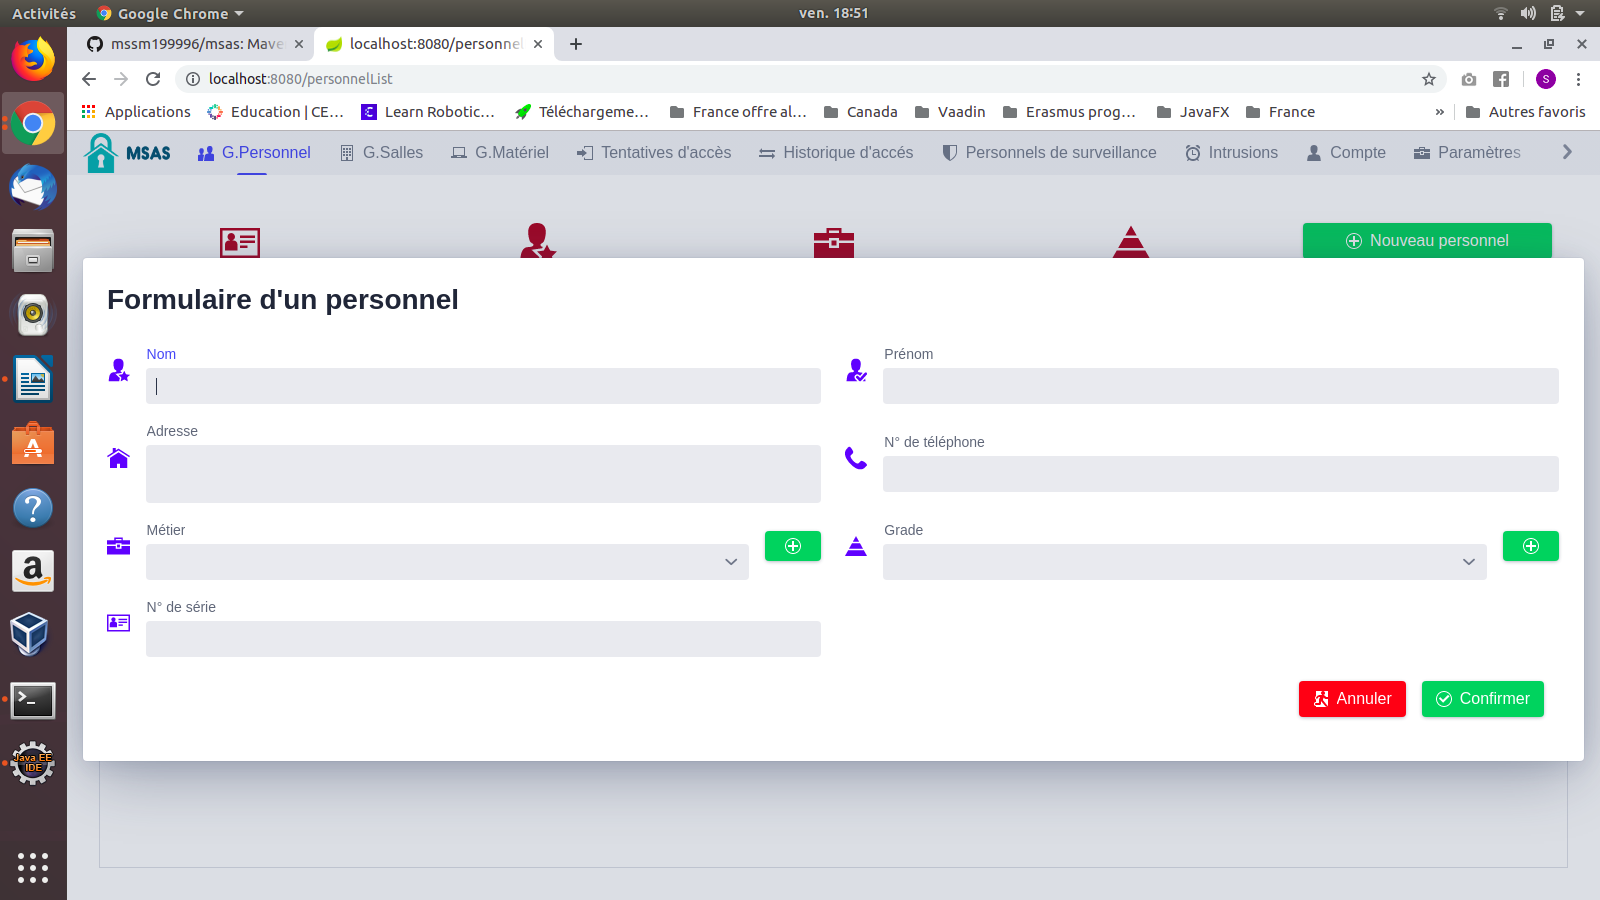 Activités
Google Chrome
ven. 18:51
mssm199996/msas: Mave
localhost:8080/personnel
S
localhost:8080/personnelList
Applications
Education | CE...
Learn Robotic...
Téléchargeme...
France offre al...
Canada
Vaadin
Erasmus prog...
JavaFX
France
»
Autres favoris
MSAS
G.Personnel
G.Salles
G.Matériel
Tentatives d'accès
Historique d'accés
Personnels de surveillance
Intrusions
Compte
Paramètres
Nouveau personnel
Formulaire d'un personnel
Nom
Prénom
Adresse
N° de téléphone
Métier
Grade
N° de série
Annuler
Confirmer
Java EE
IDE